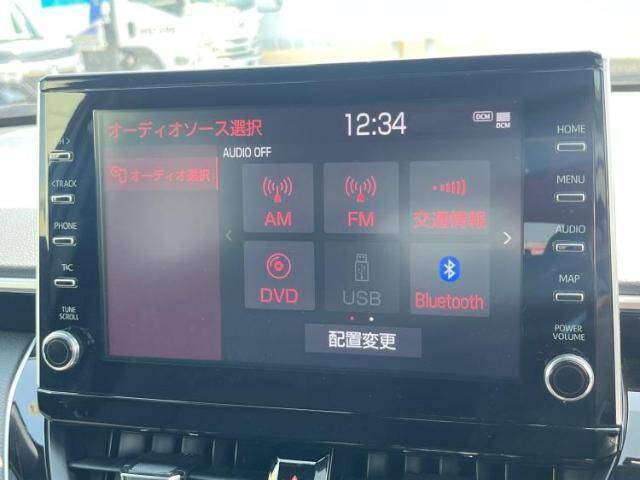 オーディオソース選択
12:34
DCM
DCM
AUDIO OFF
オーディオ選択
AM
FM
交通情報
DVD
USB
Bluetooth
配置変更
CH >
< TRACK
PHONE
TUNE
SCROLL
HOME
MENU
AUDIO
MAP
POWER
VOLUME